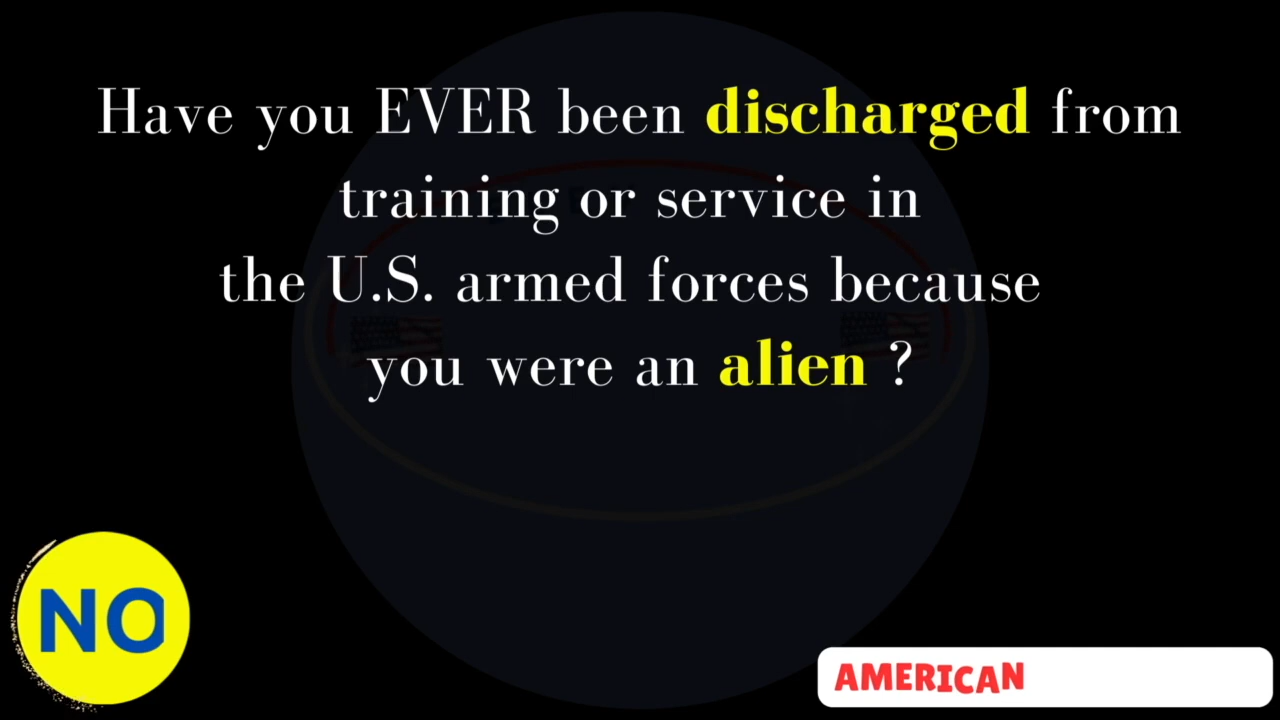 Have you EVER been discharged from
training or service in
the U.S. armed forces because
you were an alien ?
NO
AMERICAN